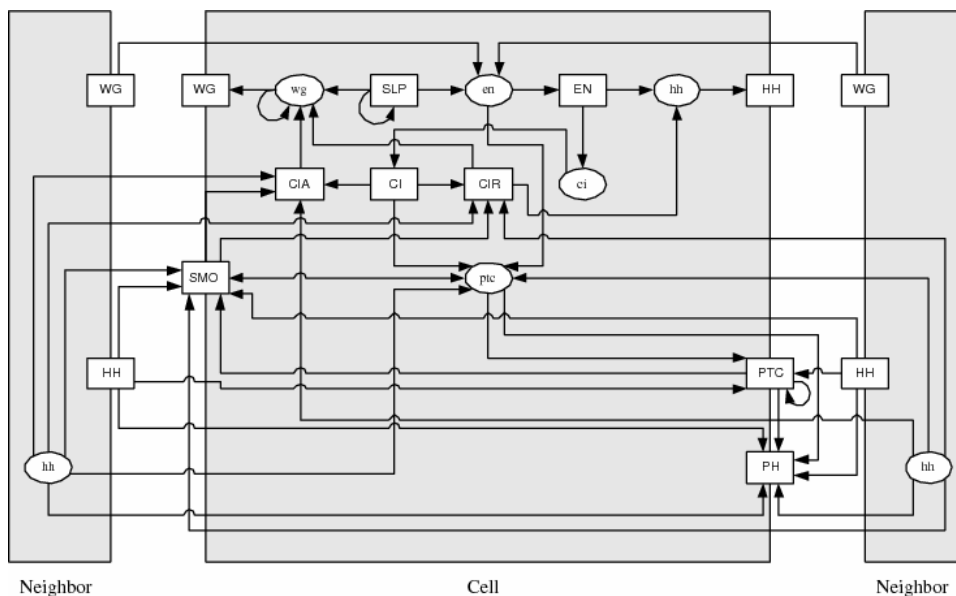 WG WG wg SLP en EN hh HH WG
CIA CI CIR ci
SMO ptc
HH PTC HH
hh PH hh
Neighbor Cell Neighbor